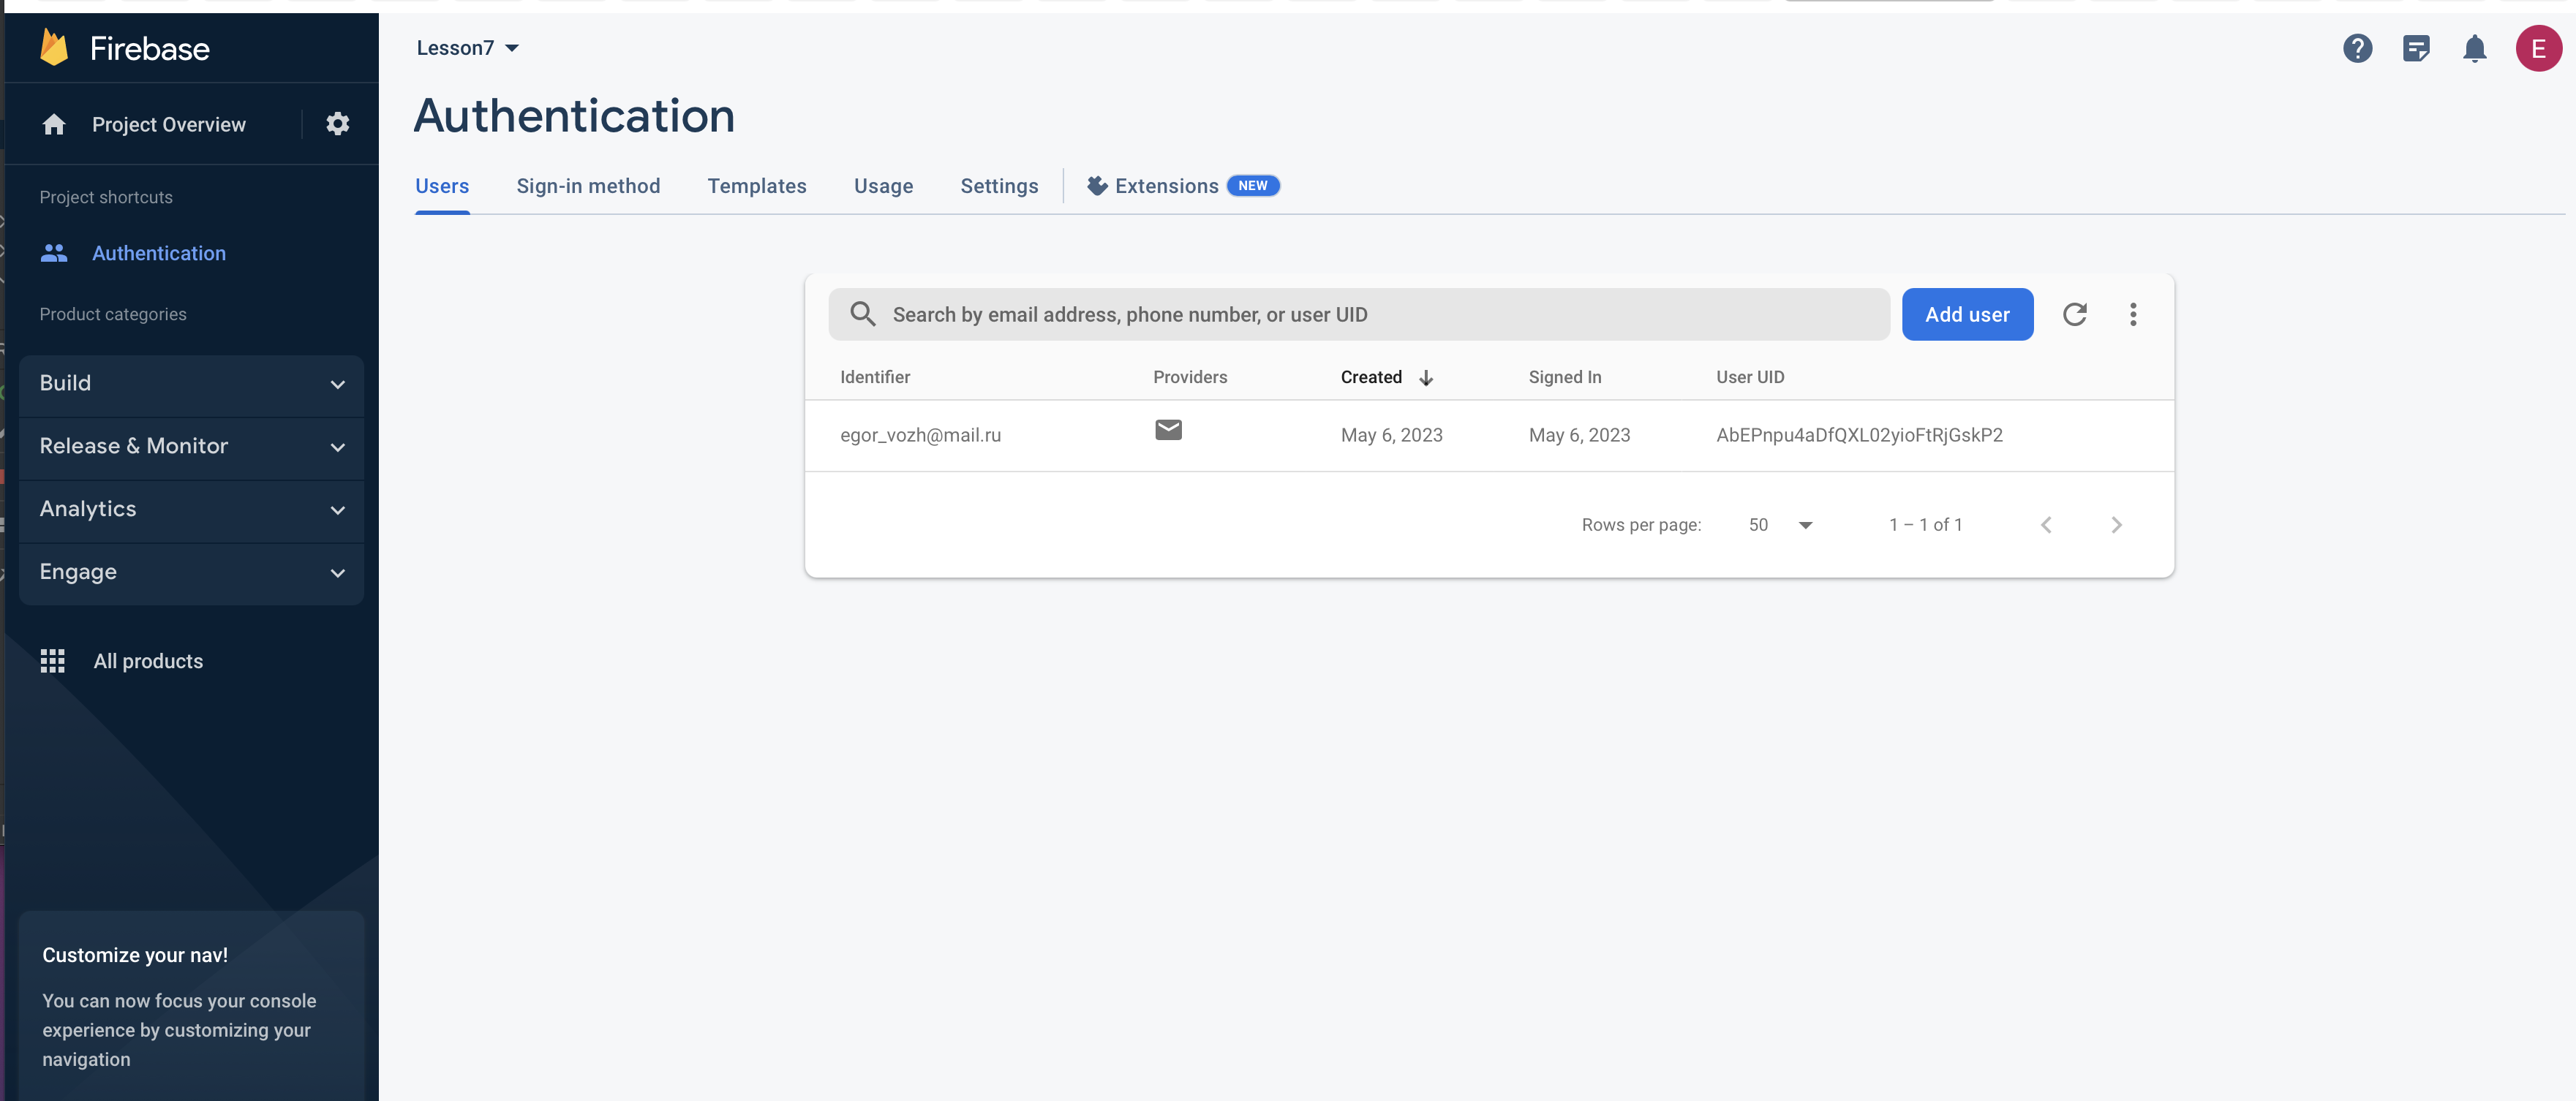 Firebase
Project Overview
Project shortcuts
Authentication
Product categories
Build
Release & Monitor
Analytics
Engage
All products
Customize your nav!
You can now focus your console
experience by customizing your
navigation
Lesson7
E
Authentication
Users Sign-in method Templates Usage Settings Extensions NEW
Search by email address, phone number, or user UID Add user
Identifier Providers Created Signed In User UID
egor_vozh@mail.ru May 6, 2023 May 6, 2023 AbEPnpu4aDfQXL02yioFtRjGskP2
Rows per page: 50 1 – 1 of 1